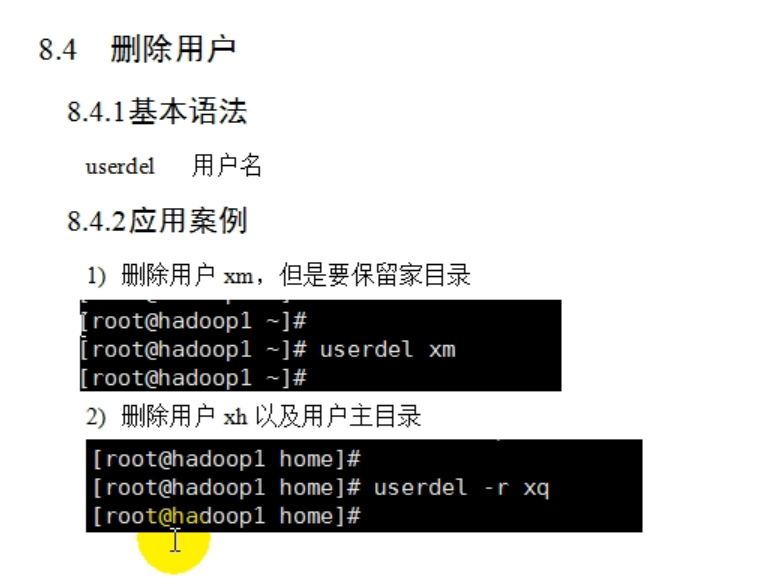 8.4 删除用户
8.4.1基本语法
userdel 用户名
8.4.2应用案例
1) 删除用户 xm，但是要保留家目录
[root@hadoop1 ~]#
[root@hadoop1 ~]# userdel xm
[root@hadoop1 ~]#
2) 删除用户 xh 以及用户主目录
[root@hadoop1 home]#
[root@hadoop1 home]# userdel -r xq
[root@hadoop1 home]#